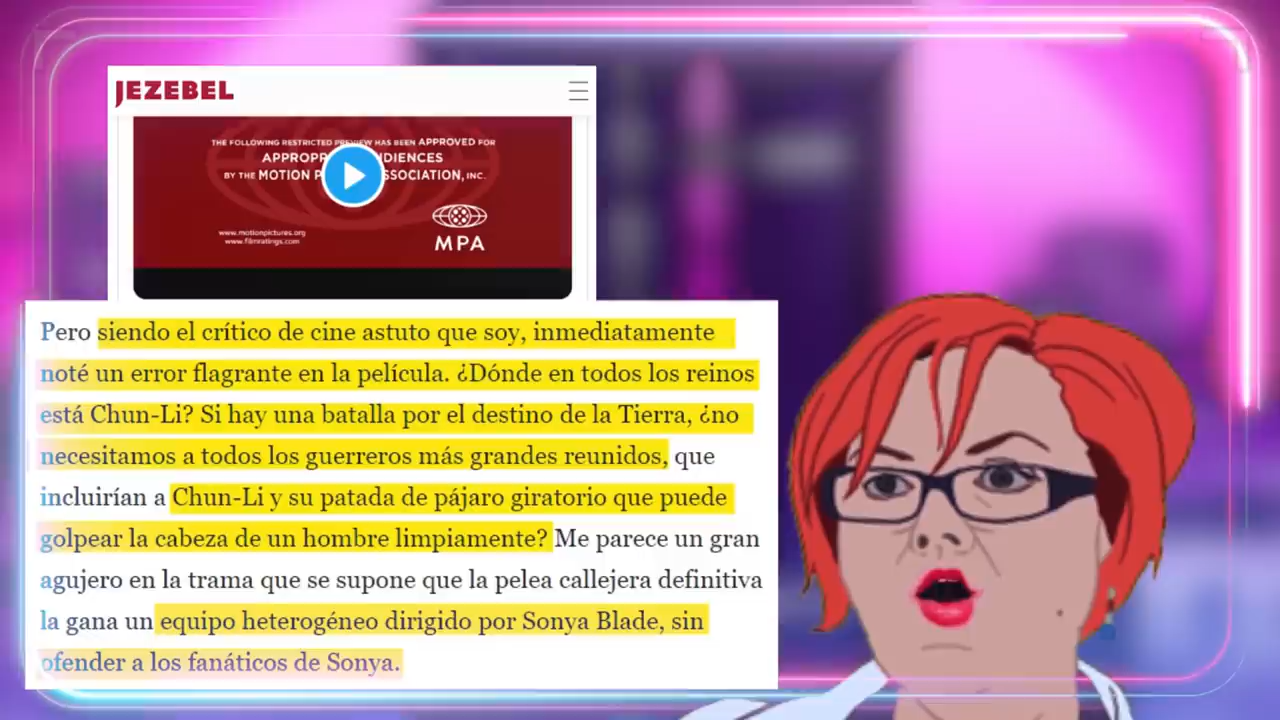 JEZEBEL
THE FOLLOWING RESTRICTED PREVIEW HAS BEEN APPROVED FOR
APPROPR DIENCES
BY THE MOTION P SSOCIATION, INC.
www.motionpictures.org
www.filmratings.com
MPA
Pero siendo el crítico de cine astuto que soy, inmediatamente
noté un error flagrante en la película. ¿Dónde en todos los reinos
está Chun-Li? Si hay una batalla por el destino de la Tierra, ¿no
necesitamos a todos los guerreros más grandes reunidos, que
incluirían a Chun-Li y su patada de pájaro giratorio que puede
golpear la cabeza de un hombre limpiamente? Me parece un gran
agujero en la trama que se supone que la pelea callejera definitiva
la gana un equipo heterogéneo dirigido por Sonya Blade, sin
ofender a los fanáticos de Sonya.